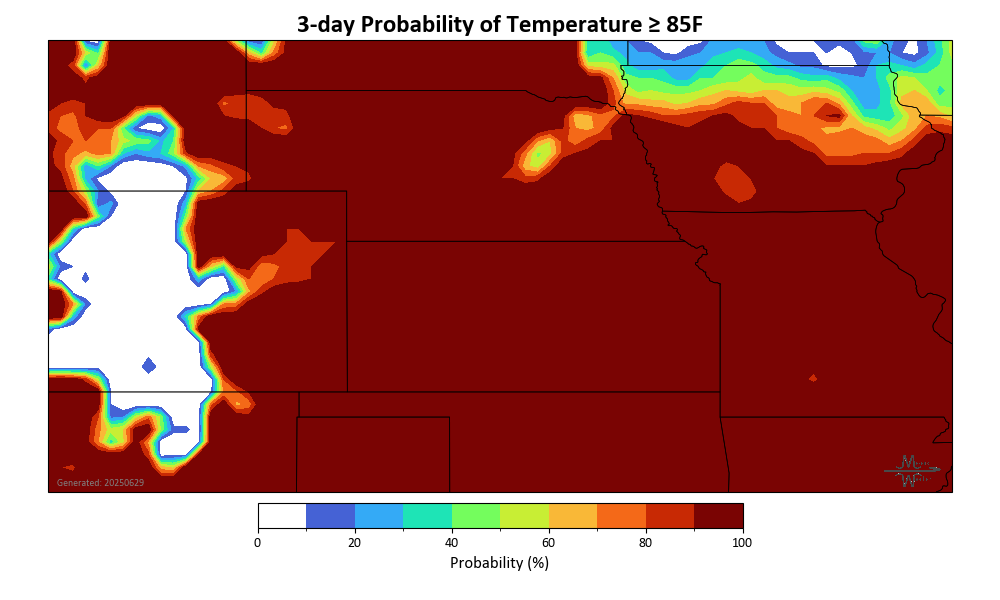 3-day Probability of Temperature ≥ 85F
Generated: 20250629
0 20 40 60 80 100
Probability (%)